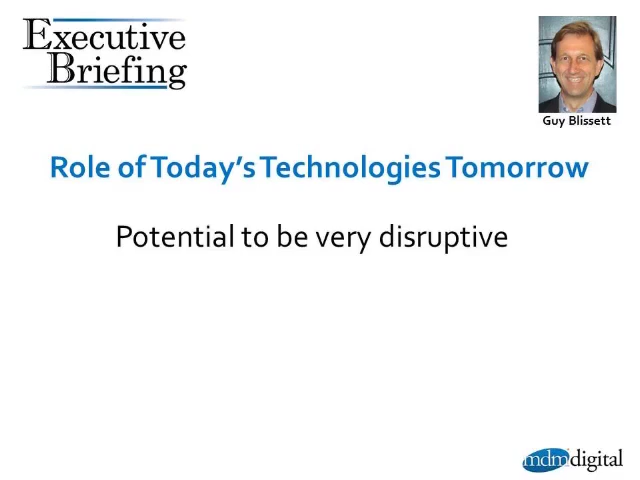 Executive
Briefing
Guy Blissett
Role of Today's Technologies Tomorrow
Potential to be very disruptive
mdm digital